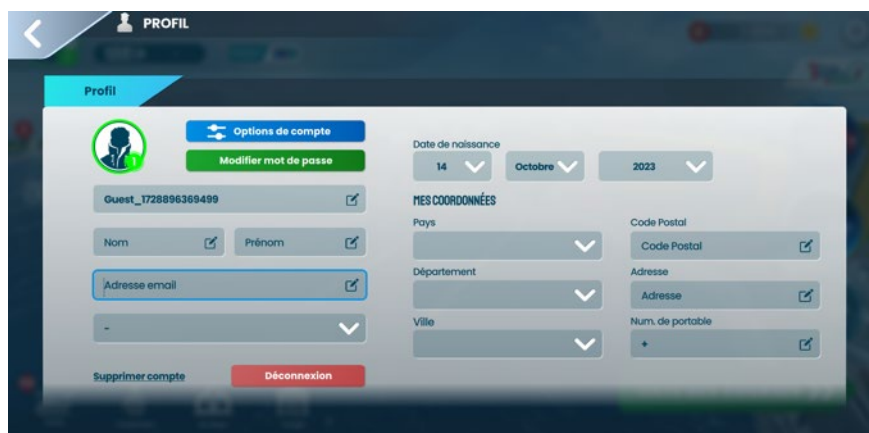 PROFIL
Profil
Options de compte
Modifier mot de passe
1
Guest_1728896369499
Nom
Prénom
Adresse email
-
Supprimer compte
Déconnexion
Date de naissance
14
Octobre
2023
MES COORDONNÉES
Pays
Code Postal
Code Postal
Département
Adresse
Adresse
Ville
Num. de portable
+